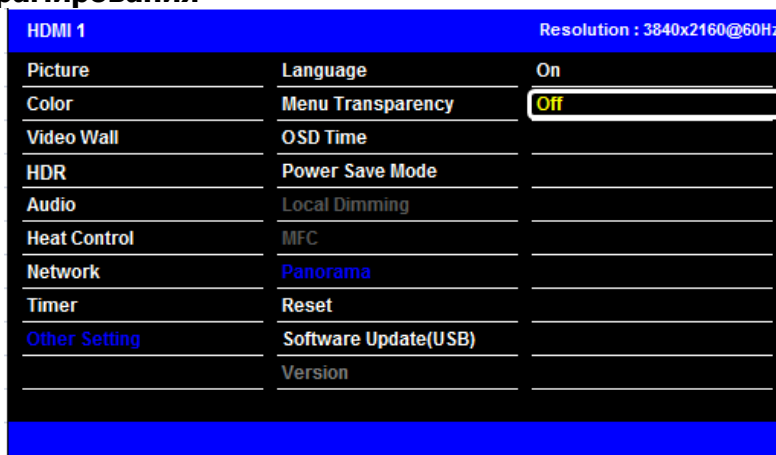 HDMI 1 Resolution : 3840x2160@60Hz
Picture Language On
Color Menu Transparency Off
Video Wall OSD Time
HDR Power Save Mode
Audio Local Dimming
Heat Control MFC
Network Panorama
Timer Reset
Other Setting Software Update(USB)
Version